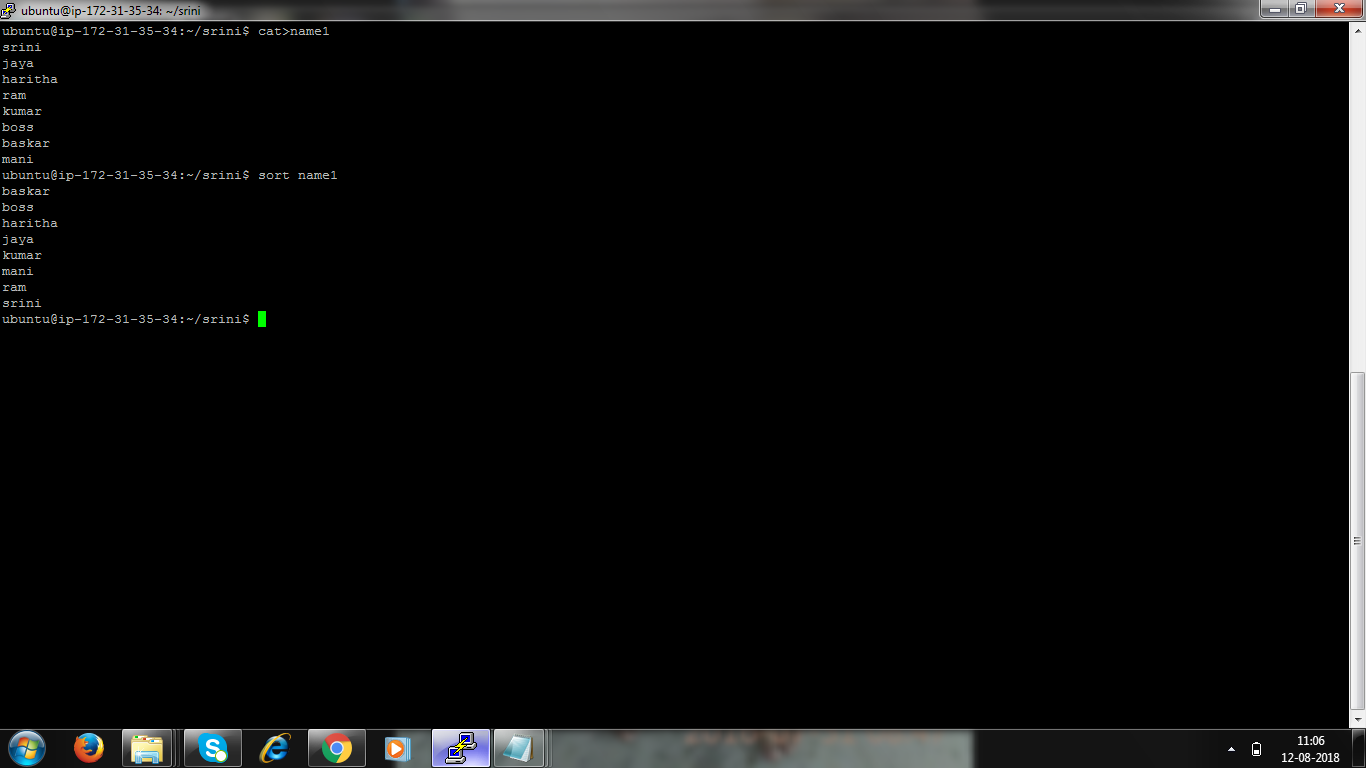 ubuntu@ip-172-31-35-34: ~/srini
ubuntu@ip-172-31-35-34:~/srini$ cat>name1
srini
jaya
haritha
ram
kumar
boss
baskar
mani
ubuntu@ip-172-31-35-34:~/srini$ sort name1
baskar
boss
haritha
jaya
kumar
mani
ram
srini
ubuntu@ip-172-31-35-34:~/srini$
11:06
12-08-2018